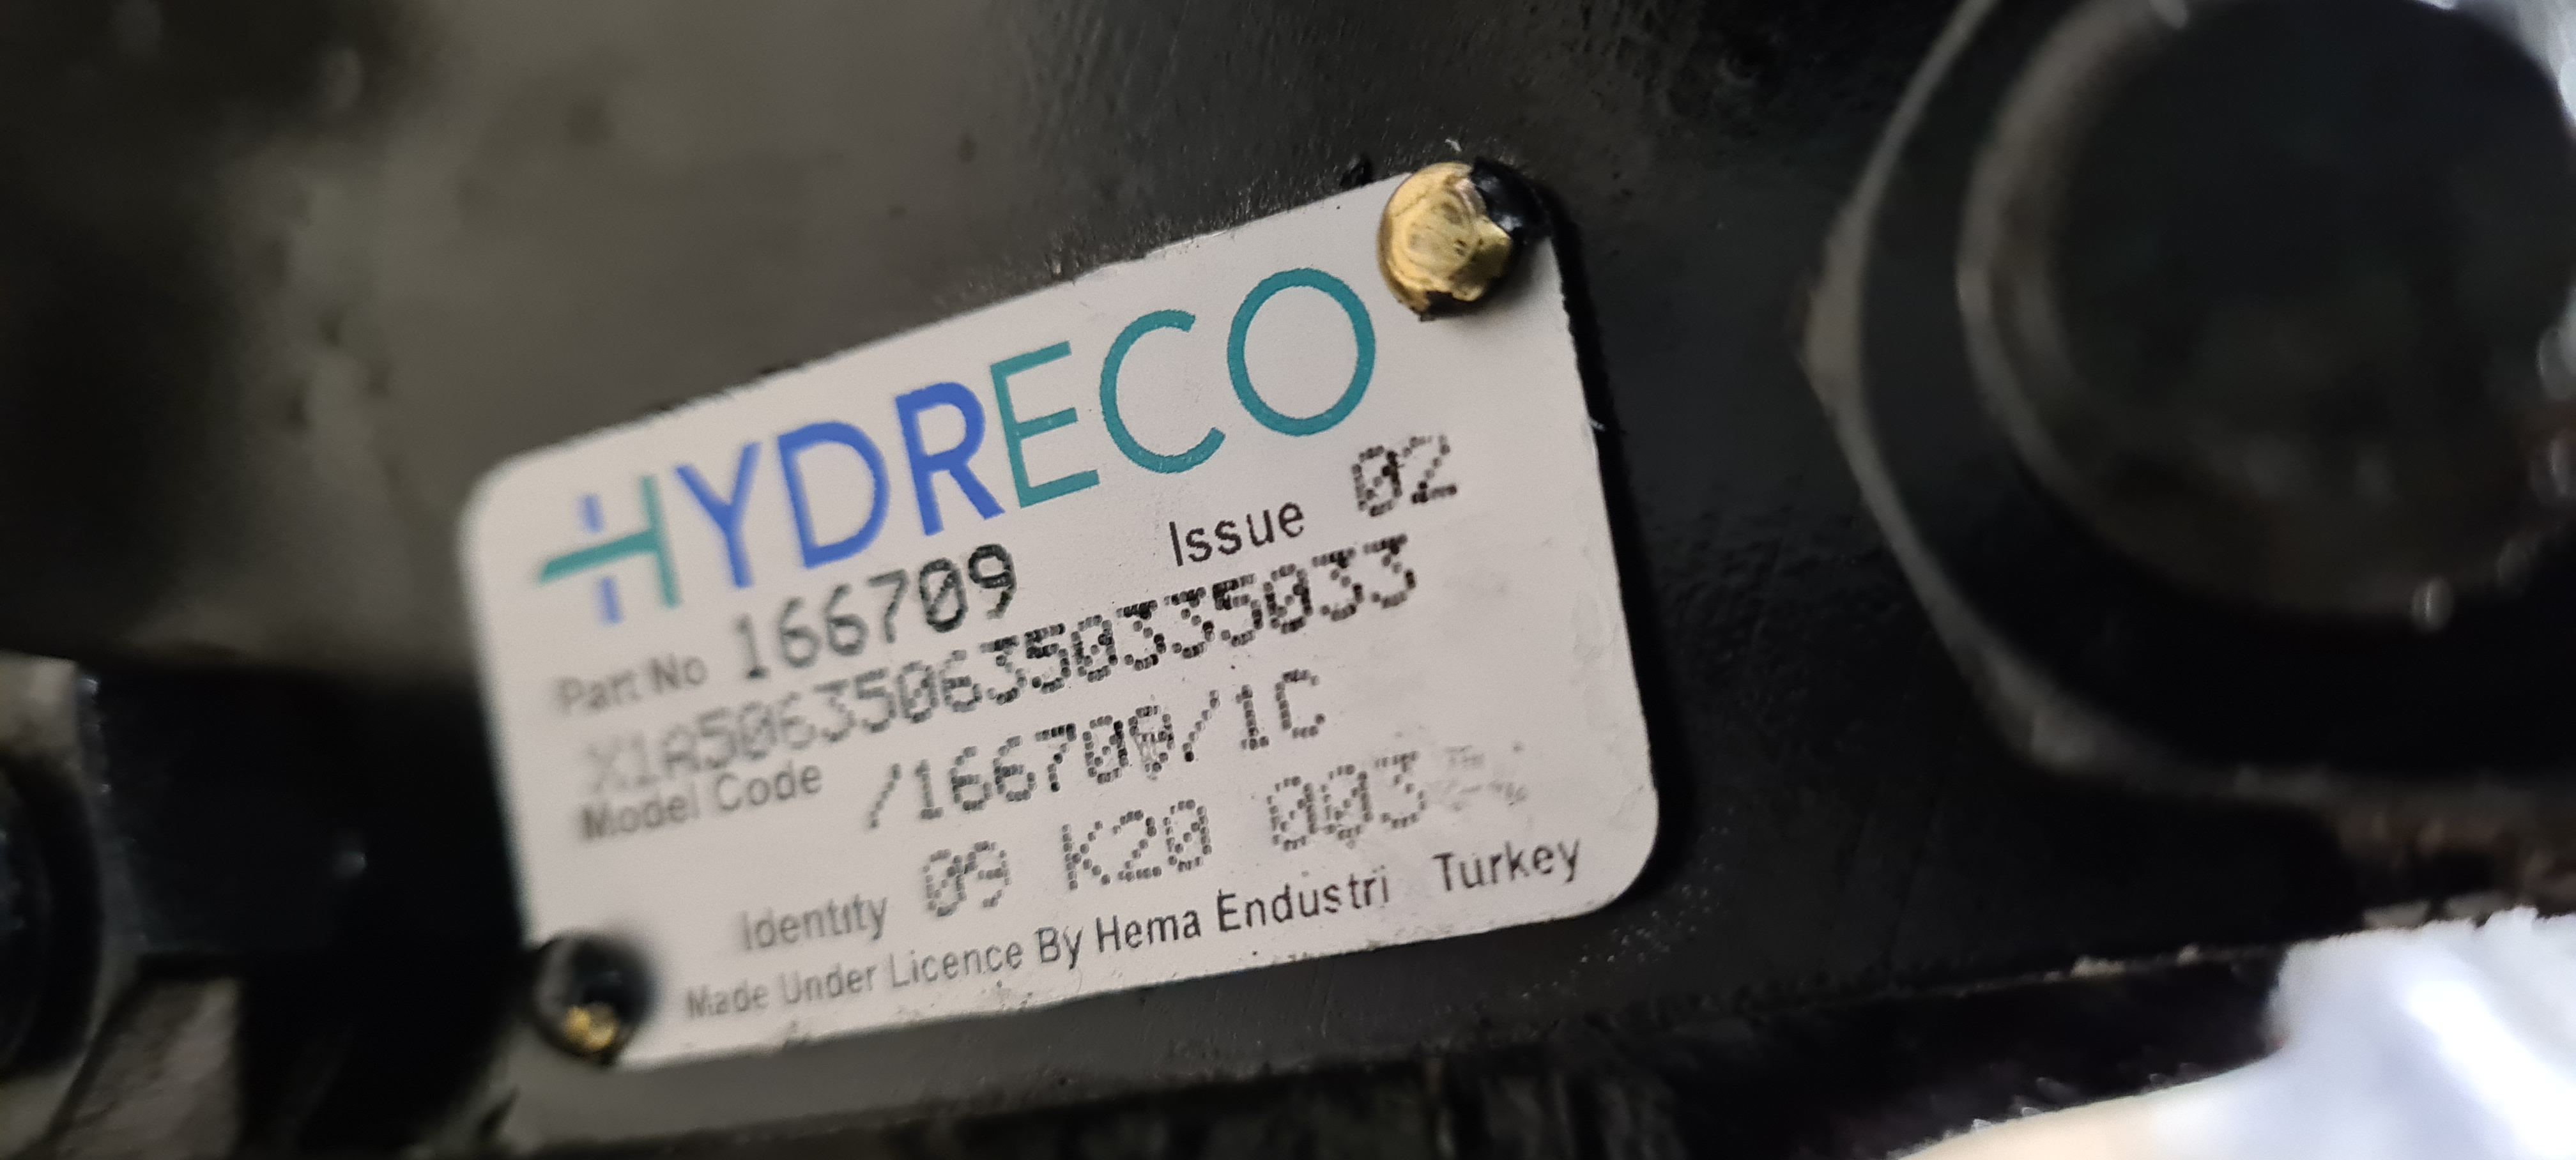 HYDRECO
Part No 166709 Issue 02
X1A5063506350335033
Model Code /166709/1C
Identity 09 K20 003
Made Under Licence By Hema Endustri Turkey